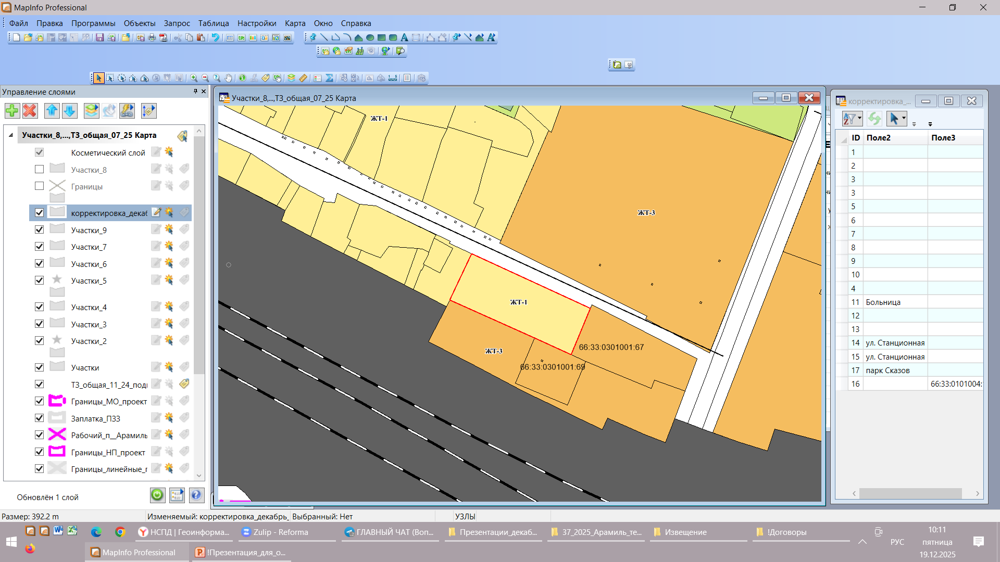 MapInfo Professional
Файл Правка Программы Объекты Запрос Таблица Настройки Карта Окно Справка
Управление слоями
Участки_8,...,ТЗ_общая_07_25 Карта
Косметический слой
Участки_8
Границы
корректировка_декаб
Участки_9
Участки_7
Участки_6
Участки_5
Участки_4
Участки_3
Участки_2
Участки
ТЗ_общая_11_24_подп
Границы_МО_проект
Заплатка_ПЗЗ
Рабочий_п__Арамиль
Границы_НП_проект
Границы_линейные_г
Обновлён 1 слой
Участки_8,...,ТЗ_общая_07_25 Карта
ЖТ-1
ЖТ-3
ЖТ-1
66:33:0301001:67
ЖТ-3
66:33:0301001:69
корректировка_...
ID Поле2 Поле3
1
2
3
3
5
6
7
8
9
10
4
11 Больница
12
13
14 ул. Станционная
15 ул. Станционная
17 парк Сказов
16 66:33:0101004:
Размер: 392.2 m Изменяемый: корректировка_декабрь_ Выбранный: Нет УЗЛЫ
НСПД | Геоинформа... Zulip - Reforma ГЛАВНЫЙ ЧАТ (Воп... Презентации_декаб... 37_2025_Арамиль_те... Извещение !Договоры
MapInfo Professional !Презентация_для_о...
РУС
10:11
пятница
19.12.2025